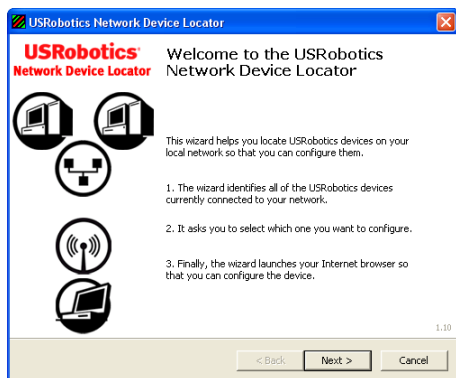 USRobotics Network Device Locator
USRobotics
Network Device Locator
Welcome to the USRobotics
Network Device Locator
This wizard helps you locate USRobotics devices on your
local network so that you can configure them.
1. The wizard identifies all of the USRobotics devices
currently connected to your network.
2. It asks you to select which one you want to configure.
3. Finally, the wizard launches your Internet browser so
that you can configure the device.
1.10
< Back
Next >
Cancel